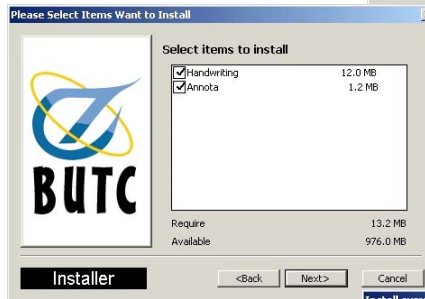 Please Select Items Want to Install
Select items to install
Handwriting 12.0 MB
Annota 1.2 MB
BUTC
Require 13.2 MB
Available 976.0 MB
Installer
<Back Next> Cancel